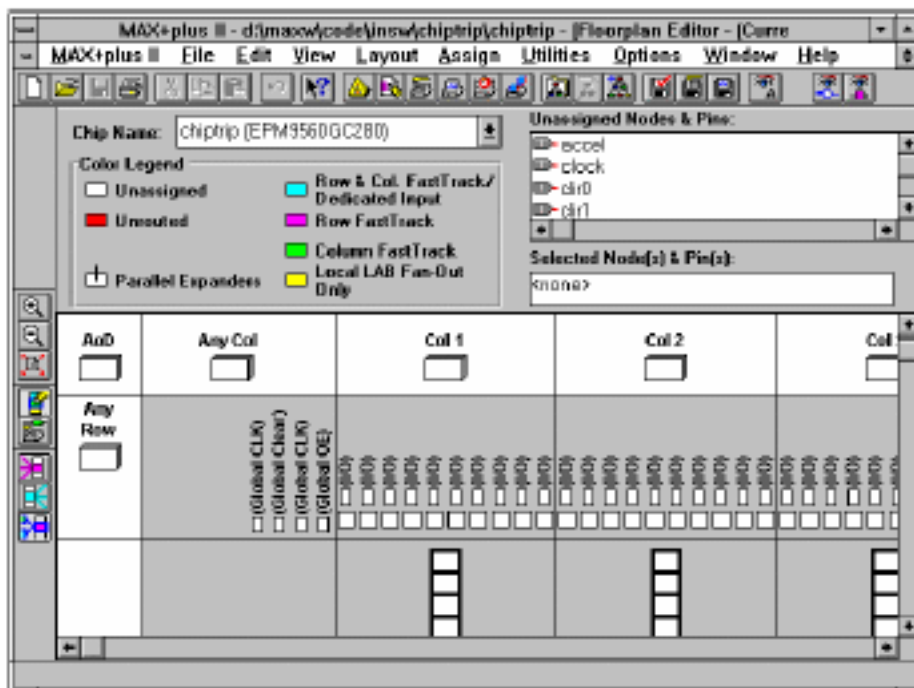 MAX+plus II - d:\maxw\code\insw\chiptrip\chiptrip - [Floorplan Editor - [Curre
MAX+plus II File Edit View Layout Assign Utilities Options Window Help
Chip Name: chiptrip (EPM9560GC280)
Unassigned Nodes & Pins:
accel
clock
dir0
dir1
Color Legend
Unassigned
Row & Col. FastTrack/
Dedicated Input
Unrouted
Row FastTrack
Column FastTrack
Parallel Expanders
Local LAB Fan-Out
Only
Selected Node(s) & Pin(s):
<none>
Any Col
Col 1
Col 2
Col
Any
Row
(Global CLK)
(Global Clear)
(Global CLK)
(Global OE)
(I/O) (I/O) (I/O) (I/O) (I/O) (I/O) (I/O) (I/O) (I/O) (I/O)
(I/O) (I/O) (I/O) (I/O) (I/O) (I/O) (I/O) (I/O) (I/O) (I/O)
(I/O) (I/O) (I/O) (I/O) (I/O) (I/O)